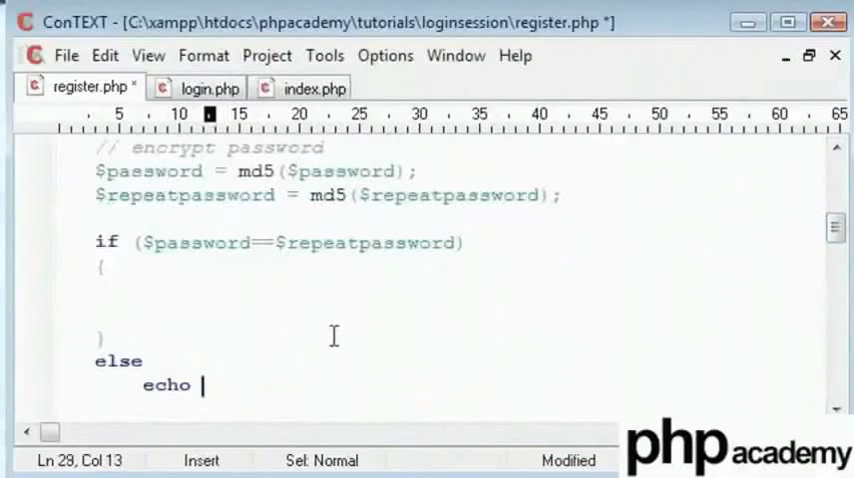 ConTEXT - [C:\xampp\htdocs\phpacademy\tutorials\loginsession\register.php *]
File Edit View Format Project Tools Options Window Help
register.php * login.php index.php
5 10 15 20 25 30 35 40 45 50 55 60 65
// encrypt password
$password = md5($password);
$repeatpassword = md5($repeatpassword);
if ($password==$repeatpassword)
{
}
else
echo
Ln 29, Col 13 Insert Sel: Normal Modified
php academy